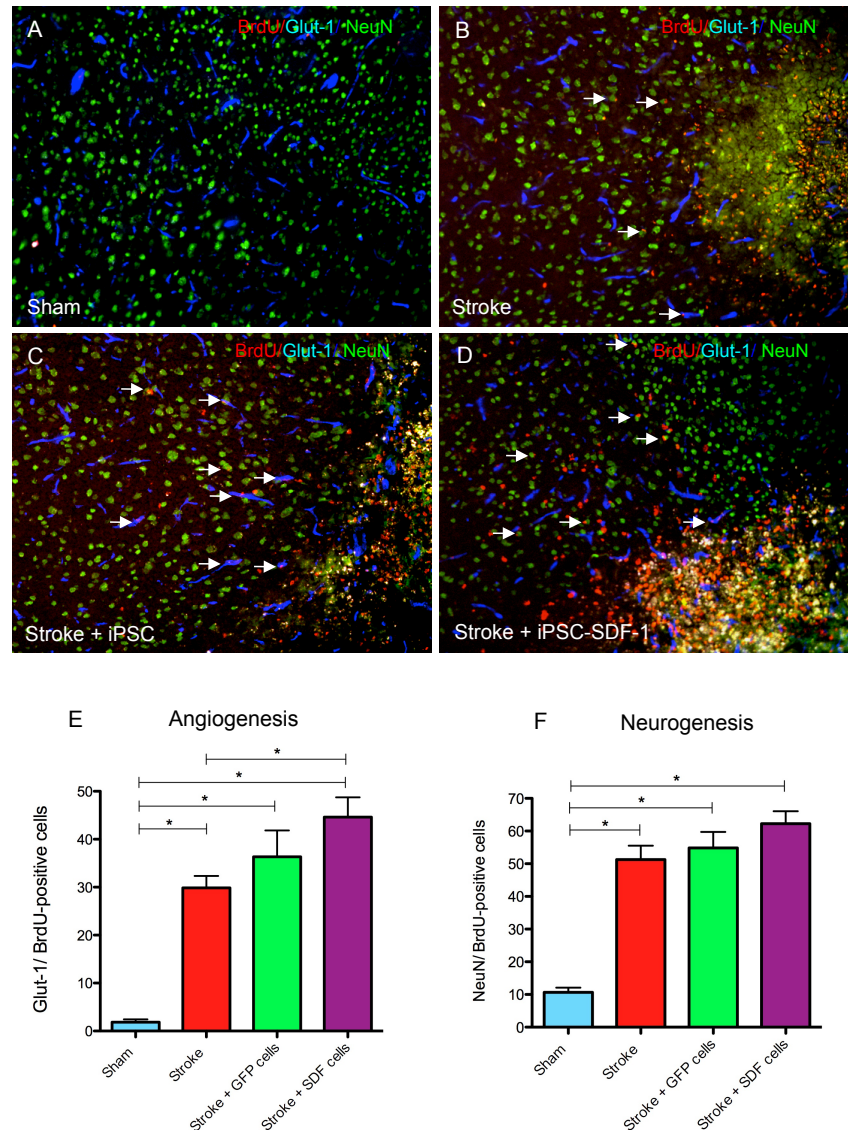 A
BrdU/Glut-1/ NeuN
Sham
B
BrdU/Glut-1/ NeuN
Stroke
C
BrdU/Glut-1/ NeuN
Stroke + iPSC
D
BrdU/Glut-1/ NeuN
Stroke + iPSC-SDF-1
E
Angiogenesis
Glut-1/ BrdU-positive cells
50
40
30
20
10
0
*
*
*
*
Sham
Stroke
Stroke + GFP cells
Stroke + SDF cells
F
Neurogenesis
NeuN/ BrdU-positive cells
70
60
50
40
30
20
10
0
*
*
*
Sham
Stroke
Stroke + GFP cells
Stroke + SDF cells